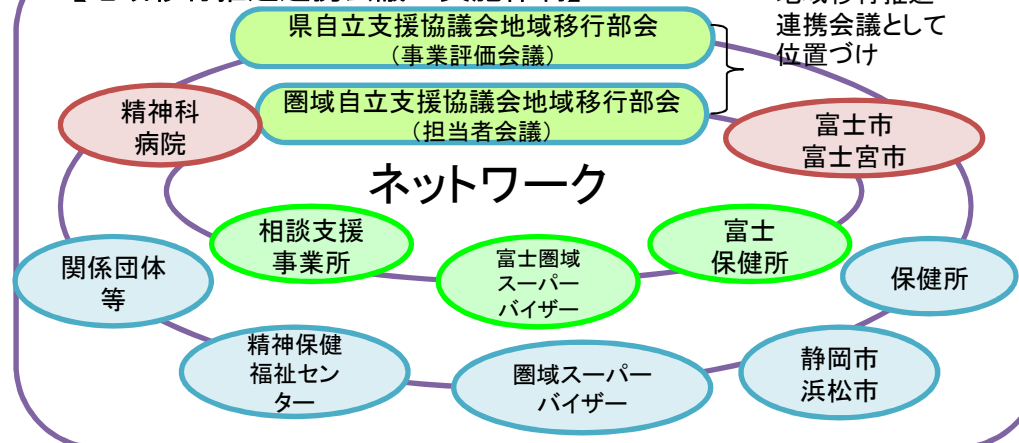 県自立支援協議会地域移行部会
（事業評価会議）
連携会議として
位置づけ
圏域自立支援協議会地域移行部会
（担当者会議）
精神科
病院
富士市
富士宮市
ネットワーク
相談支援
事業所
富士圏域
スーパー
バイザー
富士
保健所
関係団体
等
保健所
精神保健
福祉セン
ター
圏域スーパー
バイザー
静岡市
浜松市